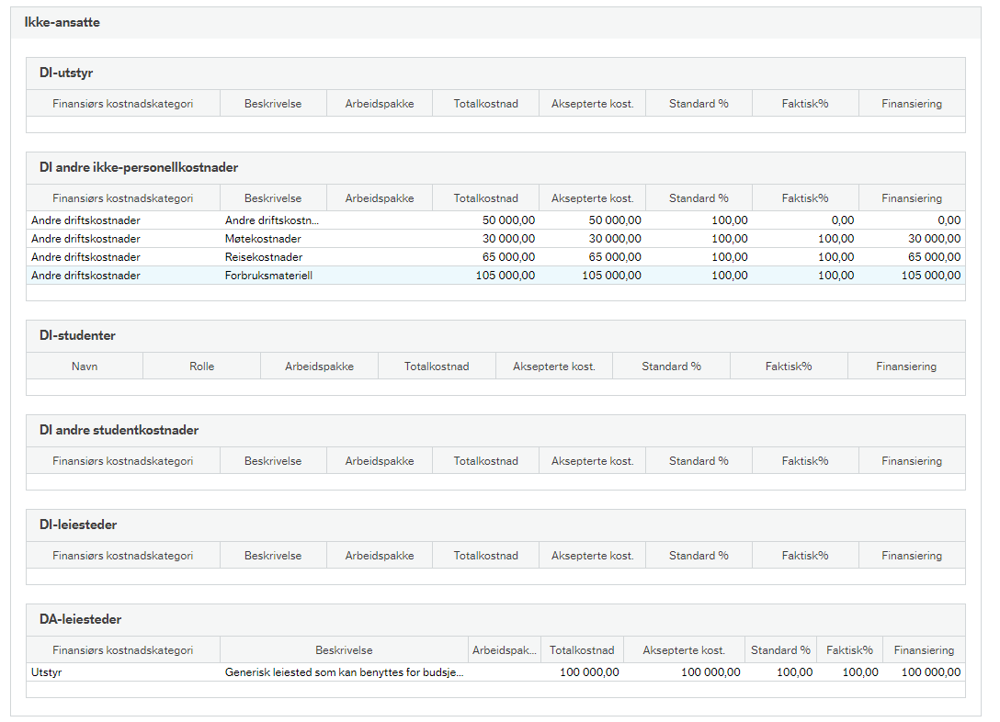 Ikke-ansatte
DI-utstyr
Finansiørs kostnadskategori Beskrivelse Arbeidspakke Totalkostnad Aksepterte kost. Standard % Faktisk% Finansiering
DI andre ikke-personellkostnader
Finansiørs kostnadskategori Beskrivelse Arbeidspakke Totalkostnad Aksepterte kost. Standard % Faktisk% Finansiering
Andre driftskostnader Andre driftskostn... 50 000,00 50 000,00 100,00 0,00 0,00
Andre driftskostnader Møtekostnader 30 000,00 30 000,00 100,00 100,00 30 000,00
Andre driftskostnader Reisekostnader 65 000,00 65 000,00 100,00 100,00 65 000,00
Andre driftskostnader Forbruksmateriell 105 000,00 105 000,00 100,00 100,00 105 000,00
DI-studenter
Navn Rolle Arbeidspakke Totalkostnad Aksepterte kost. Standard % Faktisk% Finansiering
DI andre studentkostnader
Finansiørs kostnadskategori Beskrivelse Arbeidspakke Totalkostnad Aksepterte kost. Standard % Faktisk% Finansiering
DI-leiesteder
Finansiørs kostnadskategori Beskrivelse Arbeidspakke Totalkostnad Aksepterte kost. Standard % Faktisk% Finansiering
DA-leiesteder
Finansiørs kostnadskategori Beskrivelse Arbeidspak... Totalkostnad Aksepterte kost. Standard % Faktisk% Finansiering
Utstyr Generisk leiested som kan benyttes for budsje... 100 000,00 100 000,00 100,00 100,00 100 000,00